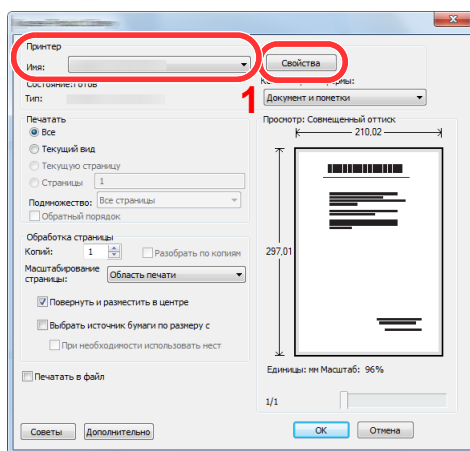 Принтер
Имя:
Свойства
1
Состояние: Готов
формы:
Тип:
Документ и пометки
Печатать
Все
Текущий вид
Текущую страницу
Страницы
1
Подмножество:
Все страницы
Обратный порядок
Просмотр: Совмещенный оттиск
210,02
297,01
Обработка страницы
Копий:
1
Разобрать по копиям
Масштабирование
страницы:
Область печати
Повернуть и разместить в центре
Выбрать источник бумаги по размеру с
При необходимости использовать нест
Единицы: мм Масштаб: 96%
Печатать в файл
1/1
Советы
Дополнительно
ОК
Отмена